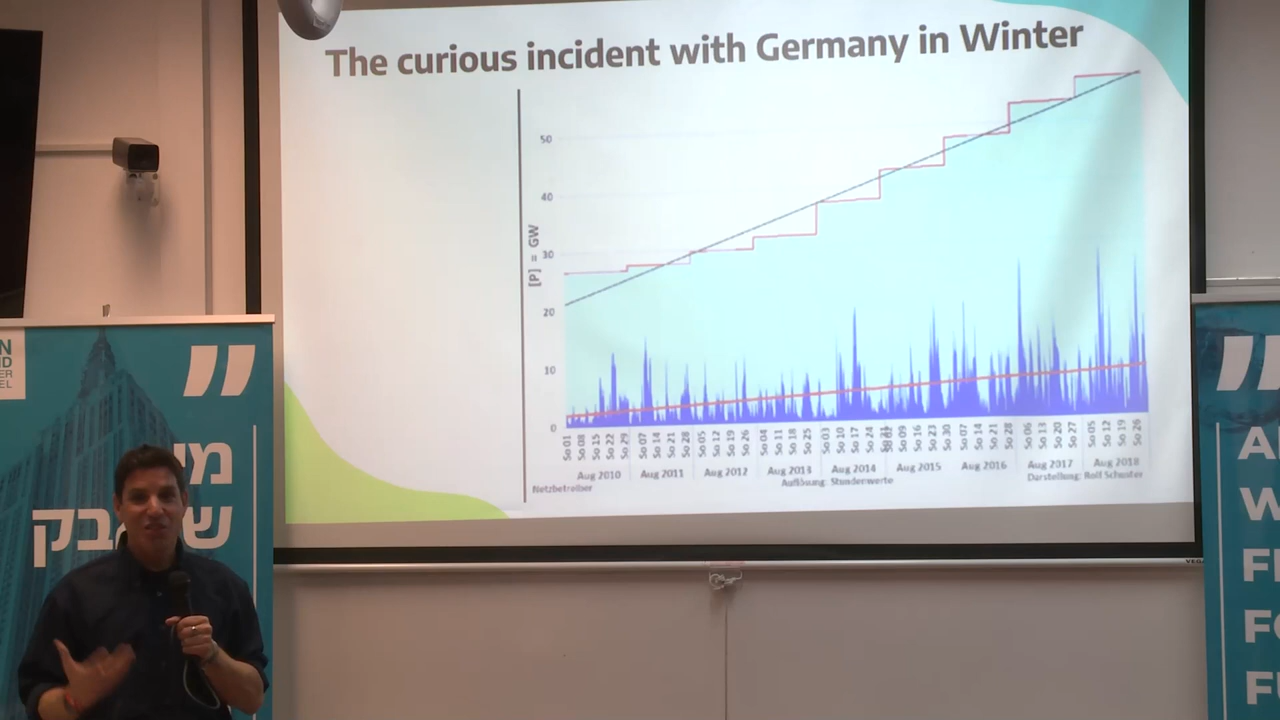 The curious incident with Germany in Winter
50
40
30
20
10
0
[P] = GW
So 01
So 08
So 15
So 22
So 29
So 07
So 14
So 21
So 28
So 05
So 12
So 19
So 26
So 04
So 11
So 18
So 25
So 03
So 10
So 17
So 24
So 31
So 02
So 09
So 16
So 23
So 30
So 07
So 14
So 21
So 28
So 06
So 13
So 20
So 27
So 05
So 12
So 19
So 26
Aug 2010 Aug 2011 Aug 2012 Aug 2013 Aug 2014 Aug 2015 Aug 2016 Aug 2017 Aug 2018
Netzbetreiber
Auflösung: Stundenwerte
Darstellung: Rolf Schuster